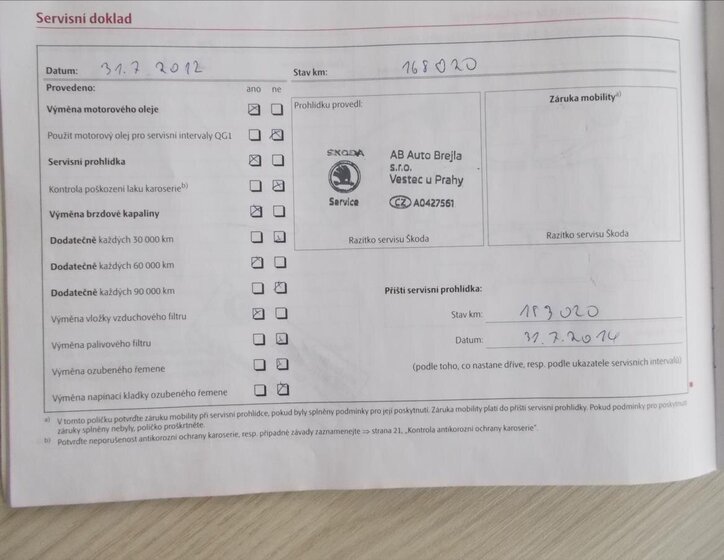 Servisní doklad
Datum: 31.7 2012 Stav km: 168020
Provedeno: ano ne
Výměna motorového oleje
Použit motorový olej pro servisní intervaly QG1
Servisní prohlídka
Kontrola poškození laku karoserie b)
Výměna brzdové kapaliny
Dodatečně každých 30 000 km
Dodatečně každých 60 000 km
Dodatečně každých 90 000 km
Výměna vložky vzduchového filtru
Výměna palivového filtru
Výměna ozubeného řemene
Výměna napínací kladky ozubeného řemene
Prohlídku provedl:
ŠKODA
Service
AB Auto Brejla
s.r.o.
Vestec u Prahy
CZ A0427561
Razítko servisu Škoda
Záruka mobility a)
Razítko servisu Škoda
Příští servisní prohlídka:
Stav km: 183020
Datum: 31.7.2014
(podle toho, co nastane dříve, resp. podle ukazatele servisních intervalů)
a) V tomto políčku potvrďte záruku mobility při servisní prohlídce, pokud byly splněny podmínky pro její poskytnutí. Záruka mobility platí do příští servisní prohlídky. Pokud podmínky pro poskytnutí
záruky splněny nebyly, políčko proškrtněte.
b) Potvrďte neporušenost antikorozní ochrany karoserie, resp. případné závady zaznamenejte ⇒ strana 21, „Kontrola antikorozní ochrany karoserie".